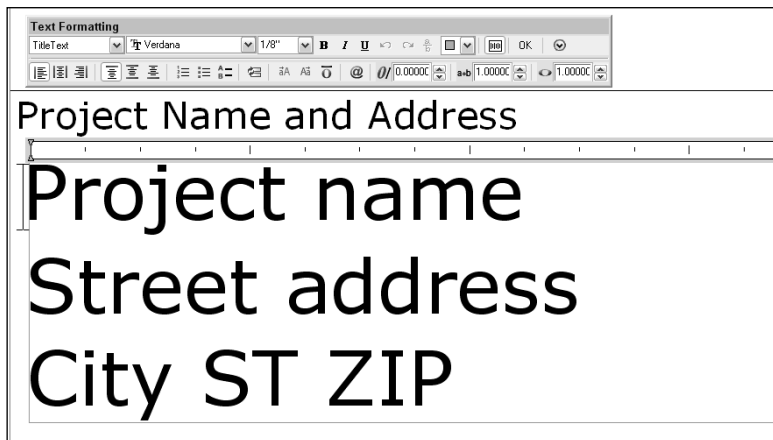 Text Formatting
TitleText Verdana 1/8" B I U OK
@ 0/ 0.0000 a•b 1.0000 1.0000
Project Name and Address
Project name
Street address
City ST ZIP